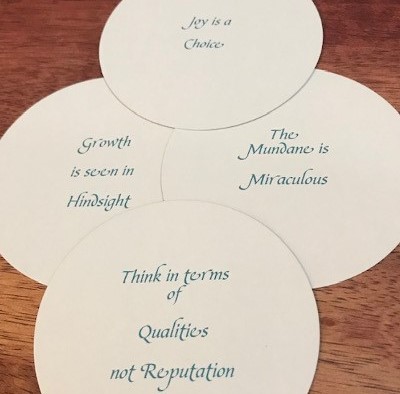 Joy is a
Choice
Growth
is seen in
Hindsight
The
Mundane is
Miraculous
Think in terms
of
Qualities
not Reputation